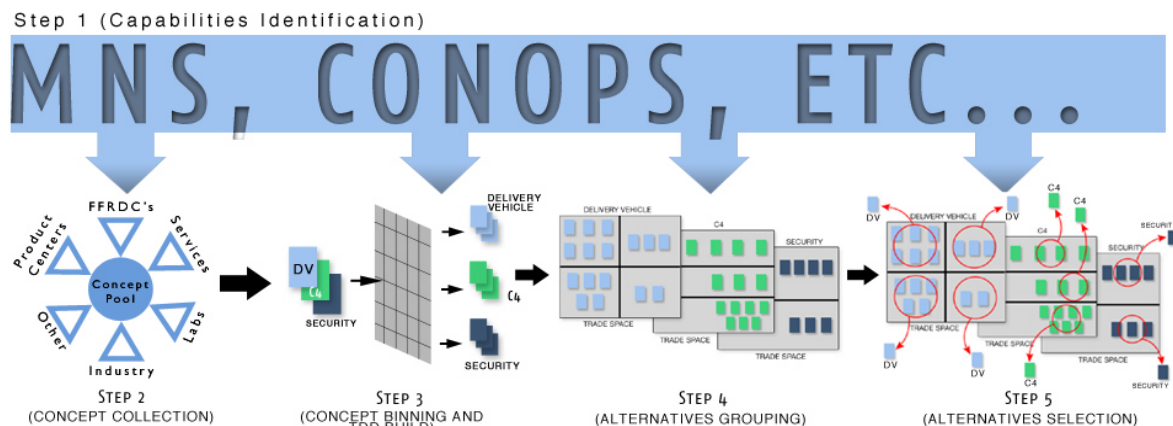 Step 1 (Capabilities Identification)
MNS, CONOPS, ETC...
FFRDC's
Services
Labs
Industry
Other
Product Centers
Concept Pool
STEP 2
(CONCEPT COLLECTION)
DV
C4
SECURITY
DELIVERY VEHICLE
C4
SECURITY
STEP 3
(CONCEPT BINNING AND
DELIVERY VEHICLE
C4
SECURITY
TRADE SPACE
TRADE SPACE
TRADE SPACE
STEP 4
(ALTERNATIVES GROUPING)
DV
DV
C4
C4
DELIVERY VEHICLE
C4
SECURITY
SECURIT
TRADE SPACE
TRADE SPACE
TRADE SPACE
DV
DV
C4
SECURITY
STEP 5
(ALTERNATIVES SELECTION)